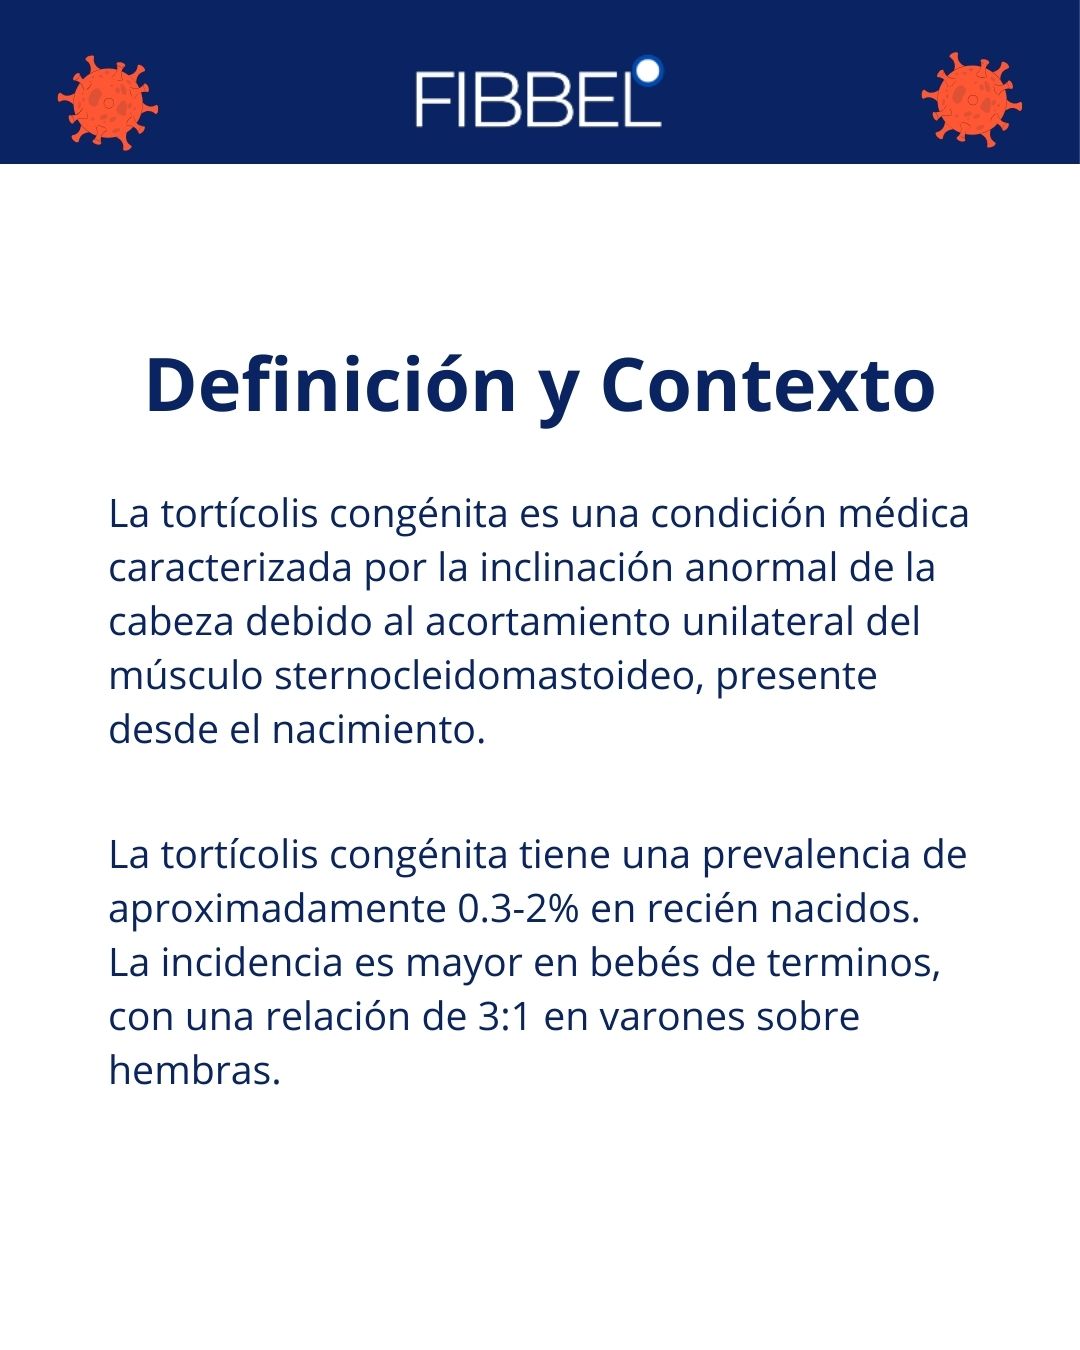 FIBBEL
Definición y Contexto
La tortícolis congénita es una condición médica
caracterizada por la inclinación anormal de la
cabeza debido al acortamiento unilateral del
músculo sternocleidomastoideo, presente
desde el nacimiento.
La tortícolis congénita tiene una prevalencia de
aproximadamente 0.3-2% en recién nacidos.
La incidencia es mayor en bebés de terminos,
con una relación de 3:1 en varones sobre
hembras.